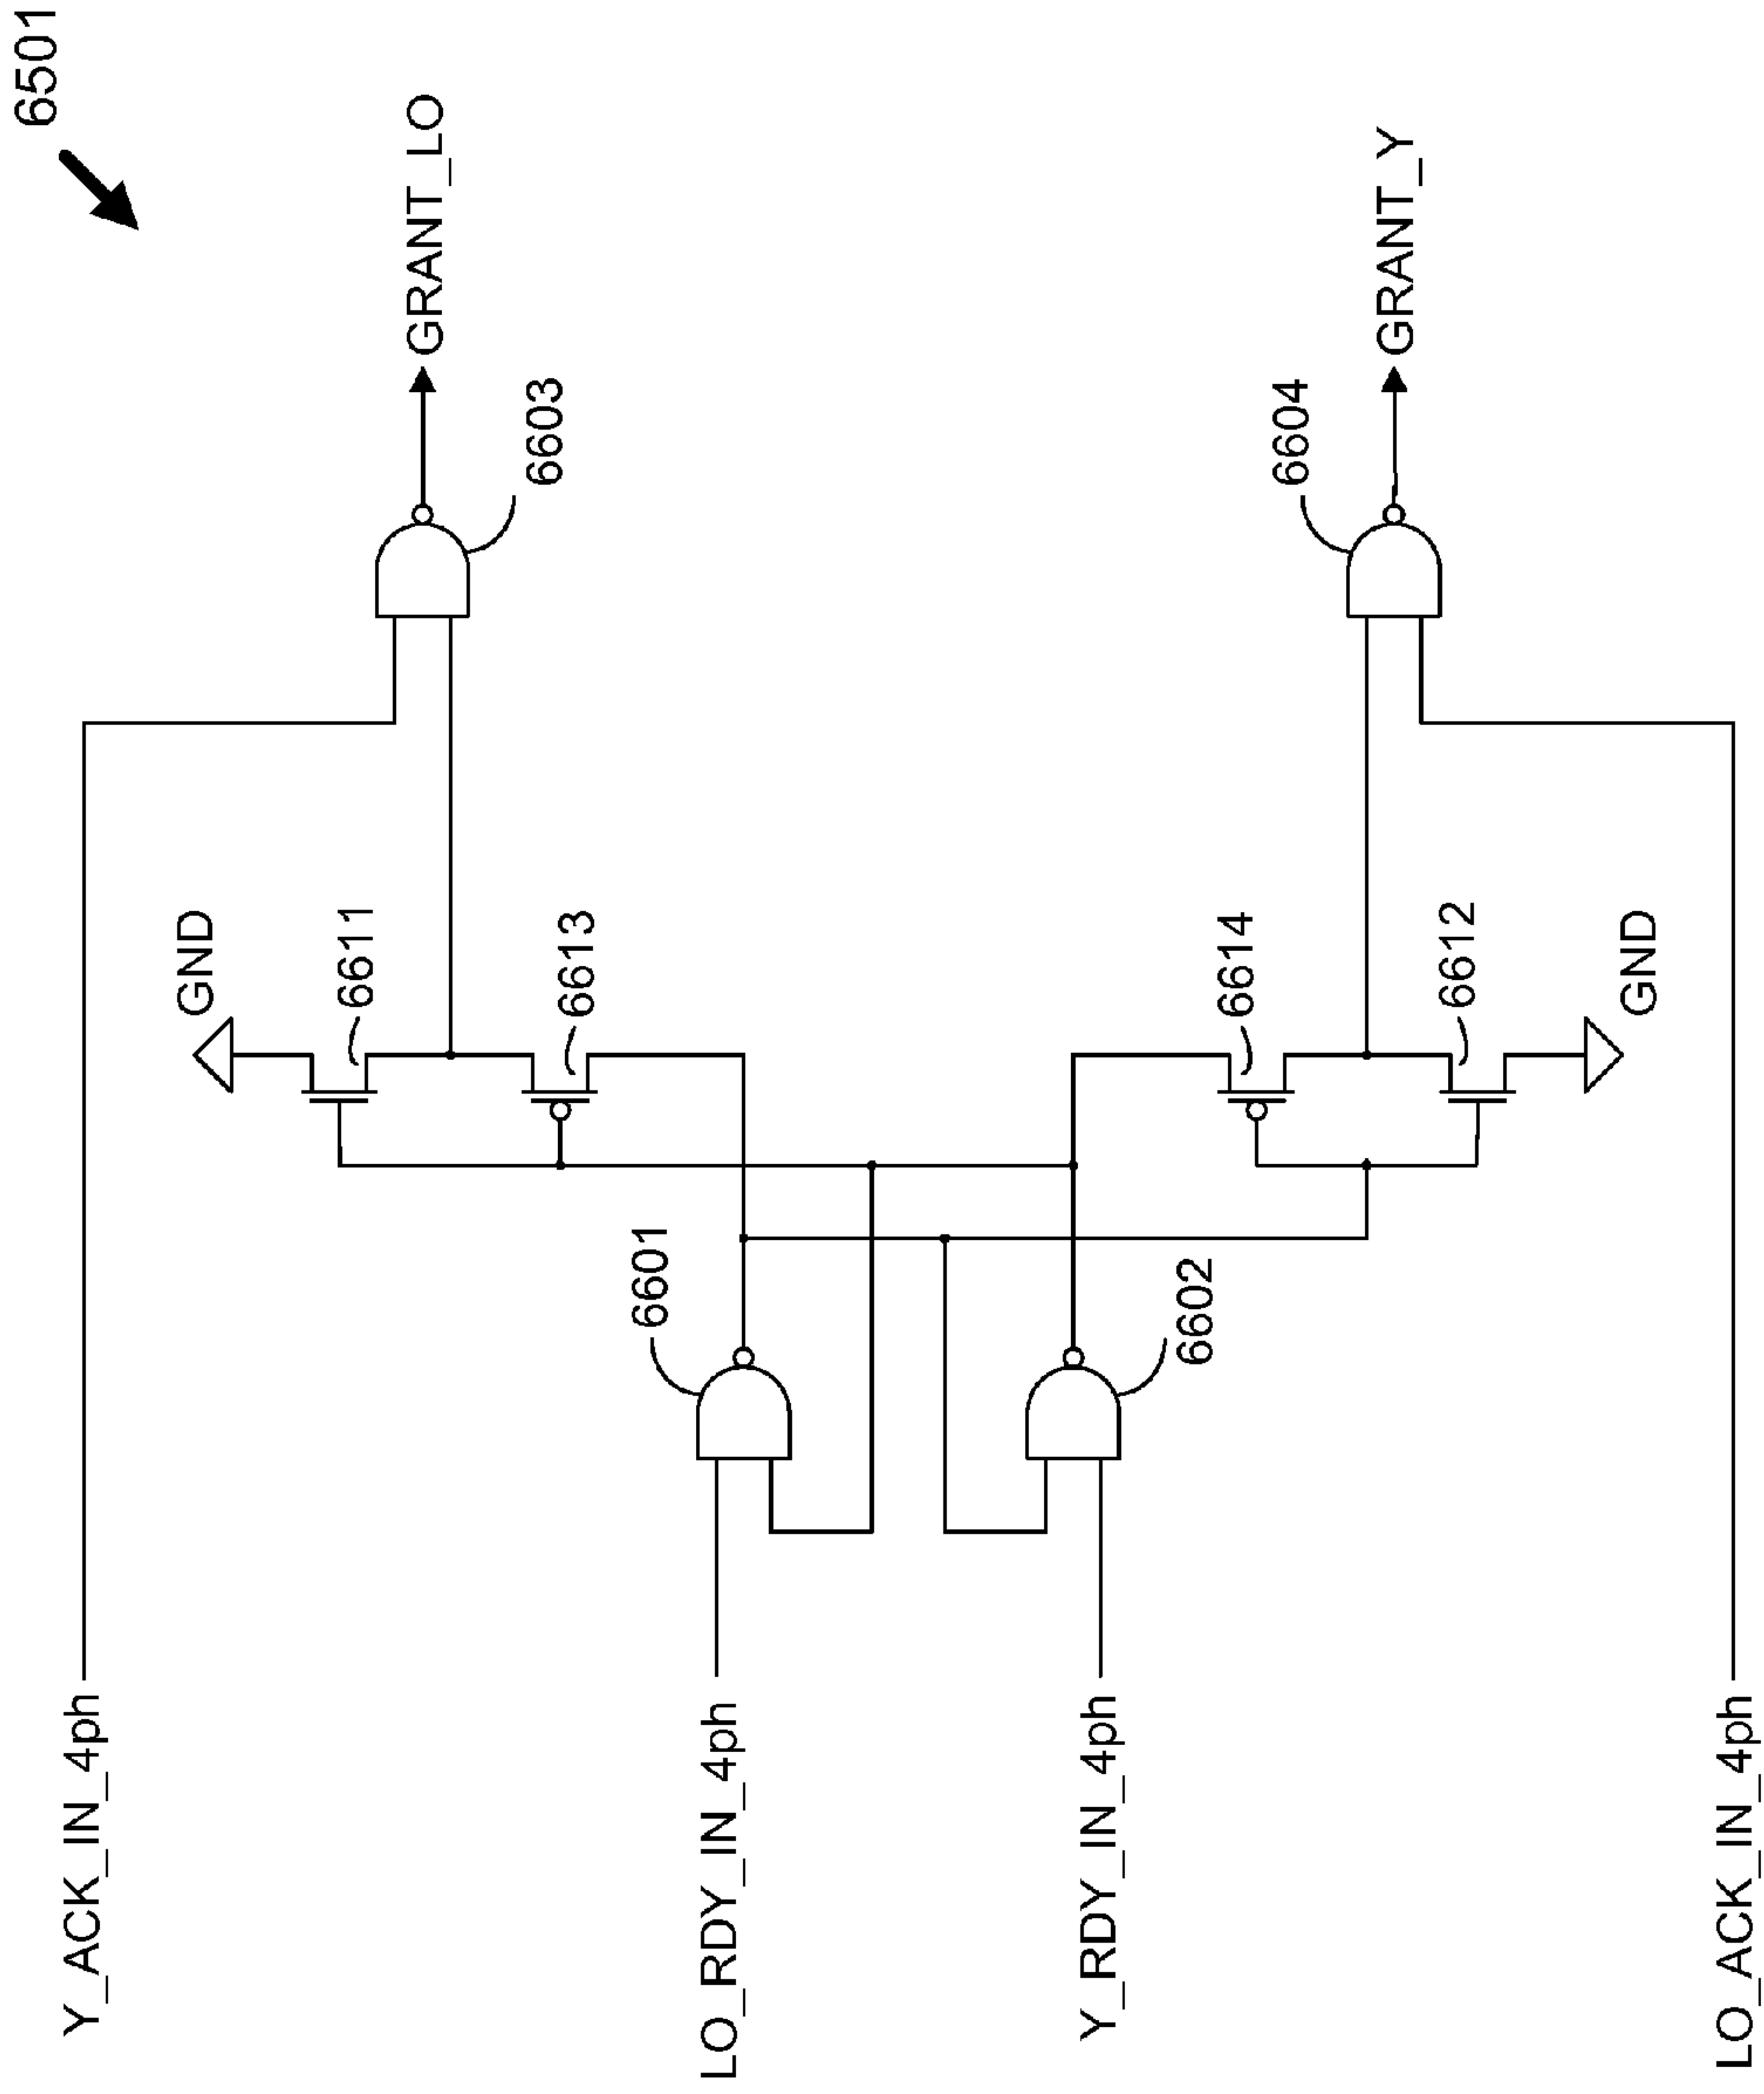 6501
Y_ACK_IN_4ph
GND
6611
GRANT_LO
6603
6613
LO_RDY_IN_4ph
6601
Y_RDY_IN_4ph
6602
6614
6604
GRANT_Y
6612
GND
LO_ACK_IN_4ph